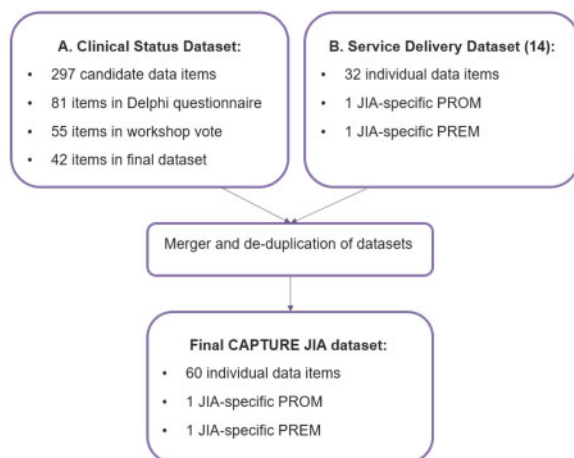 A. Clinical Status Dataset:
• 297 candidate data items
• 81 items in Delphi questionnaire
• 55 items in workshop vote
• 42 items in final dataset
B. Service Delivery Dataset (14):
• 32 individual data items
• 1 JIA-specific PROM
• 1 JIA-specific PREM
Merger and de-duplication of datasets
Final CAPTURE JIA dataset:
• 60 individual data items
• 1 JIA-specific PROM
• 1 JIA-specific PREM